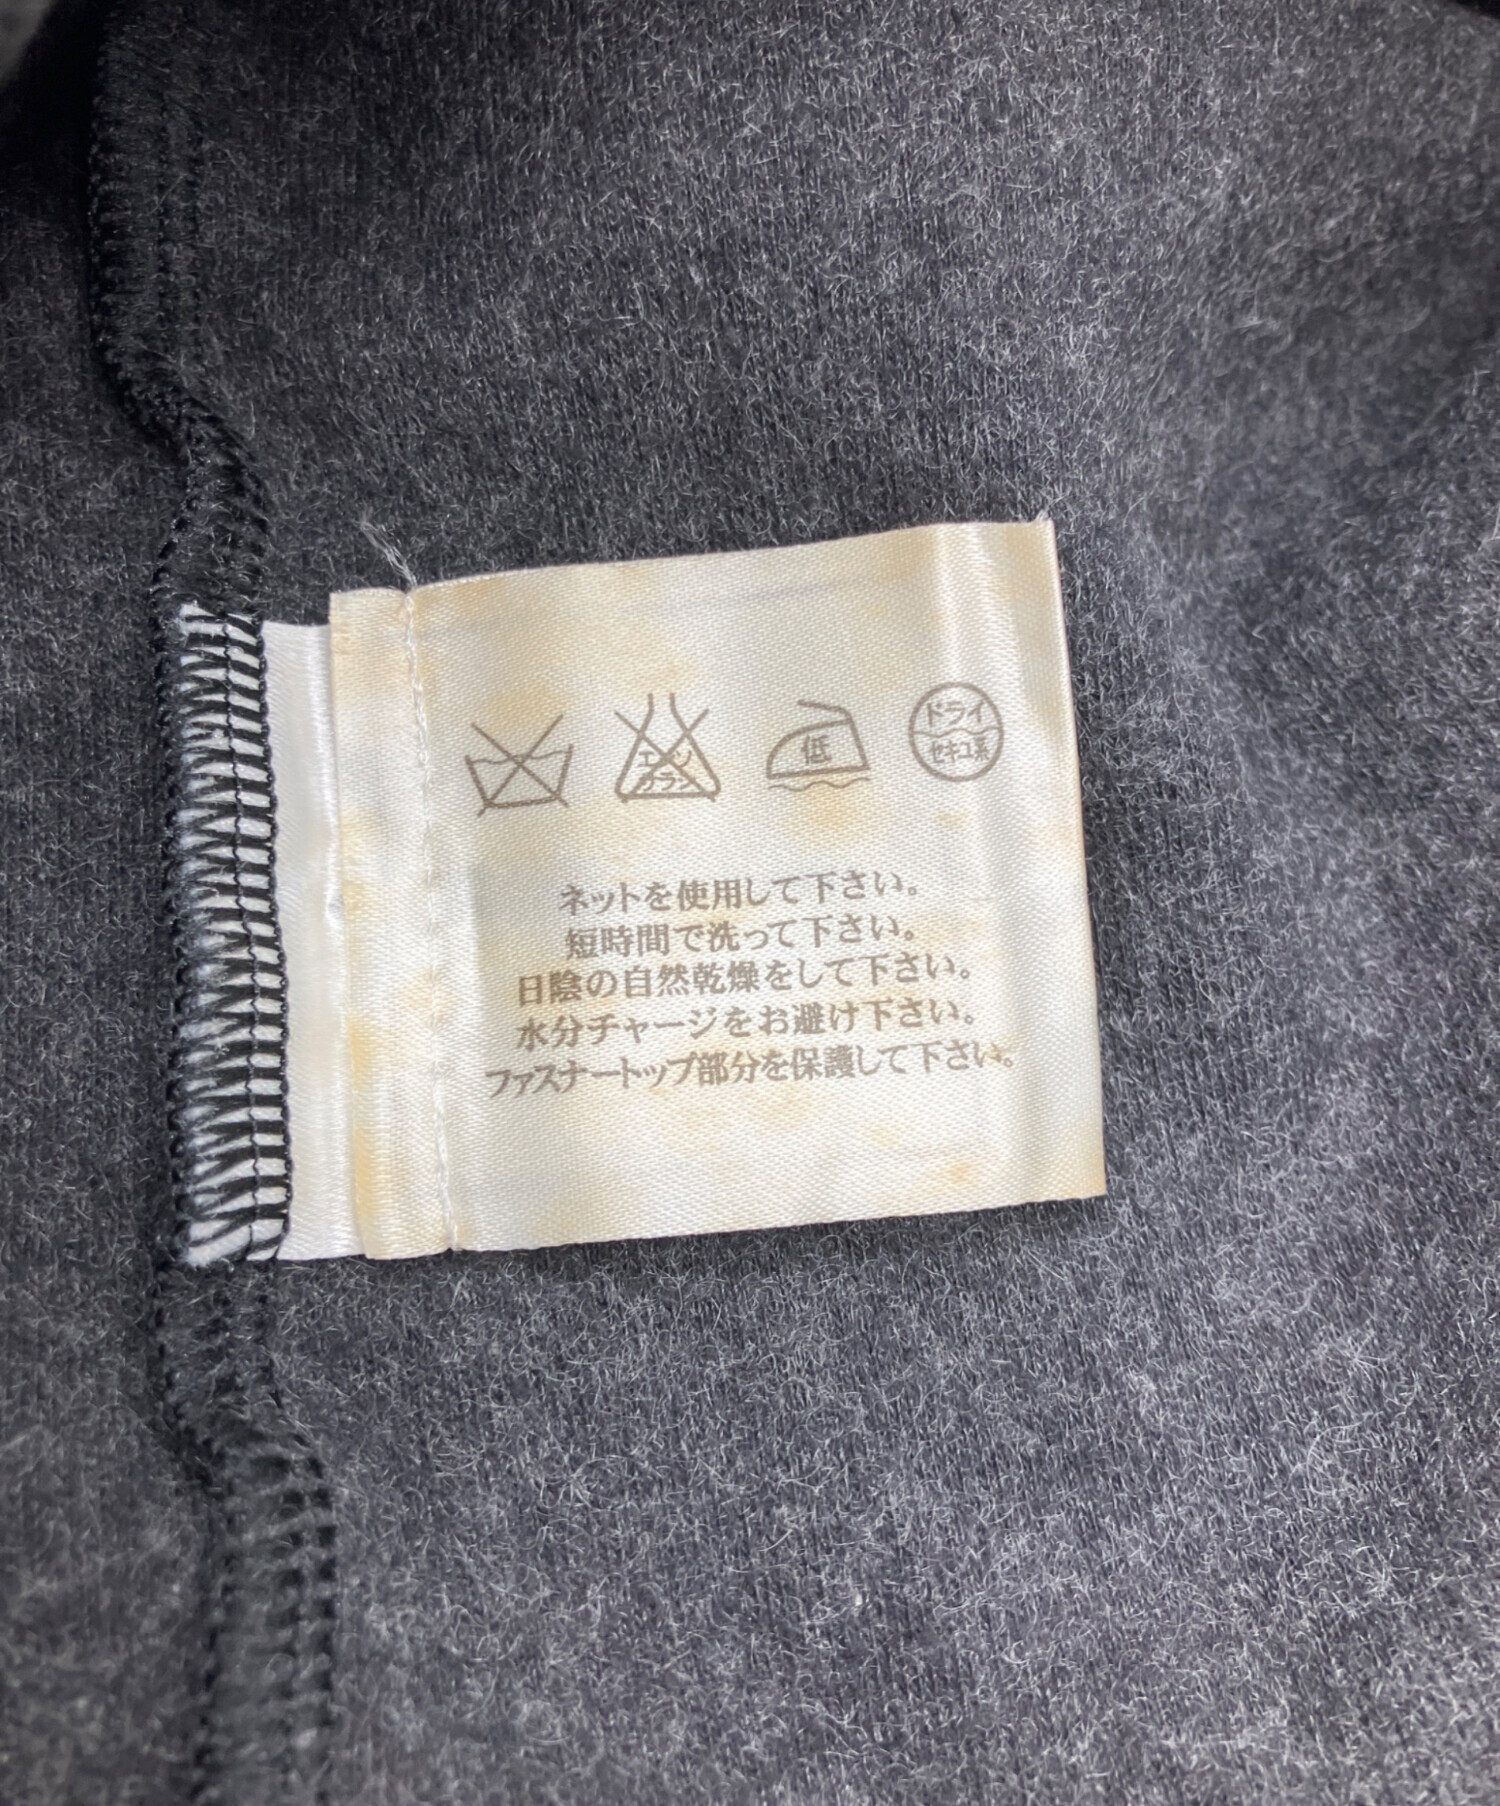 エンソ
カラシ
低
ドライ
セキユ系
ネットを使用して下さい。
短時間で洗って下さい。
日陰の自然乾燥をして下さい。
水分チャージをお避け下さい。
ファスナートップ部分を保護して下さい。